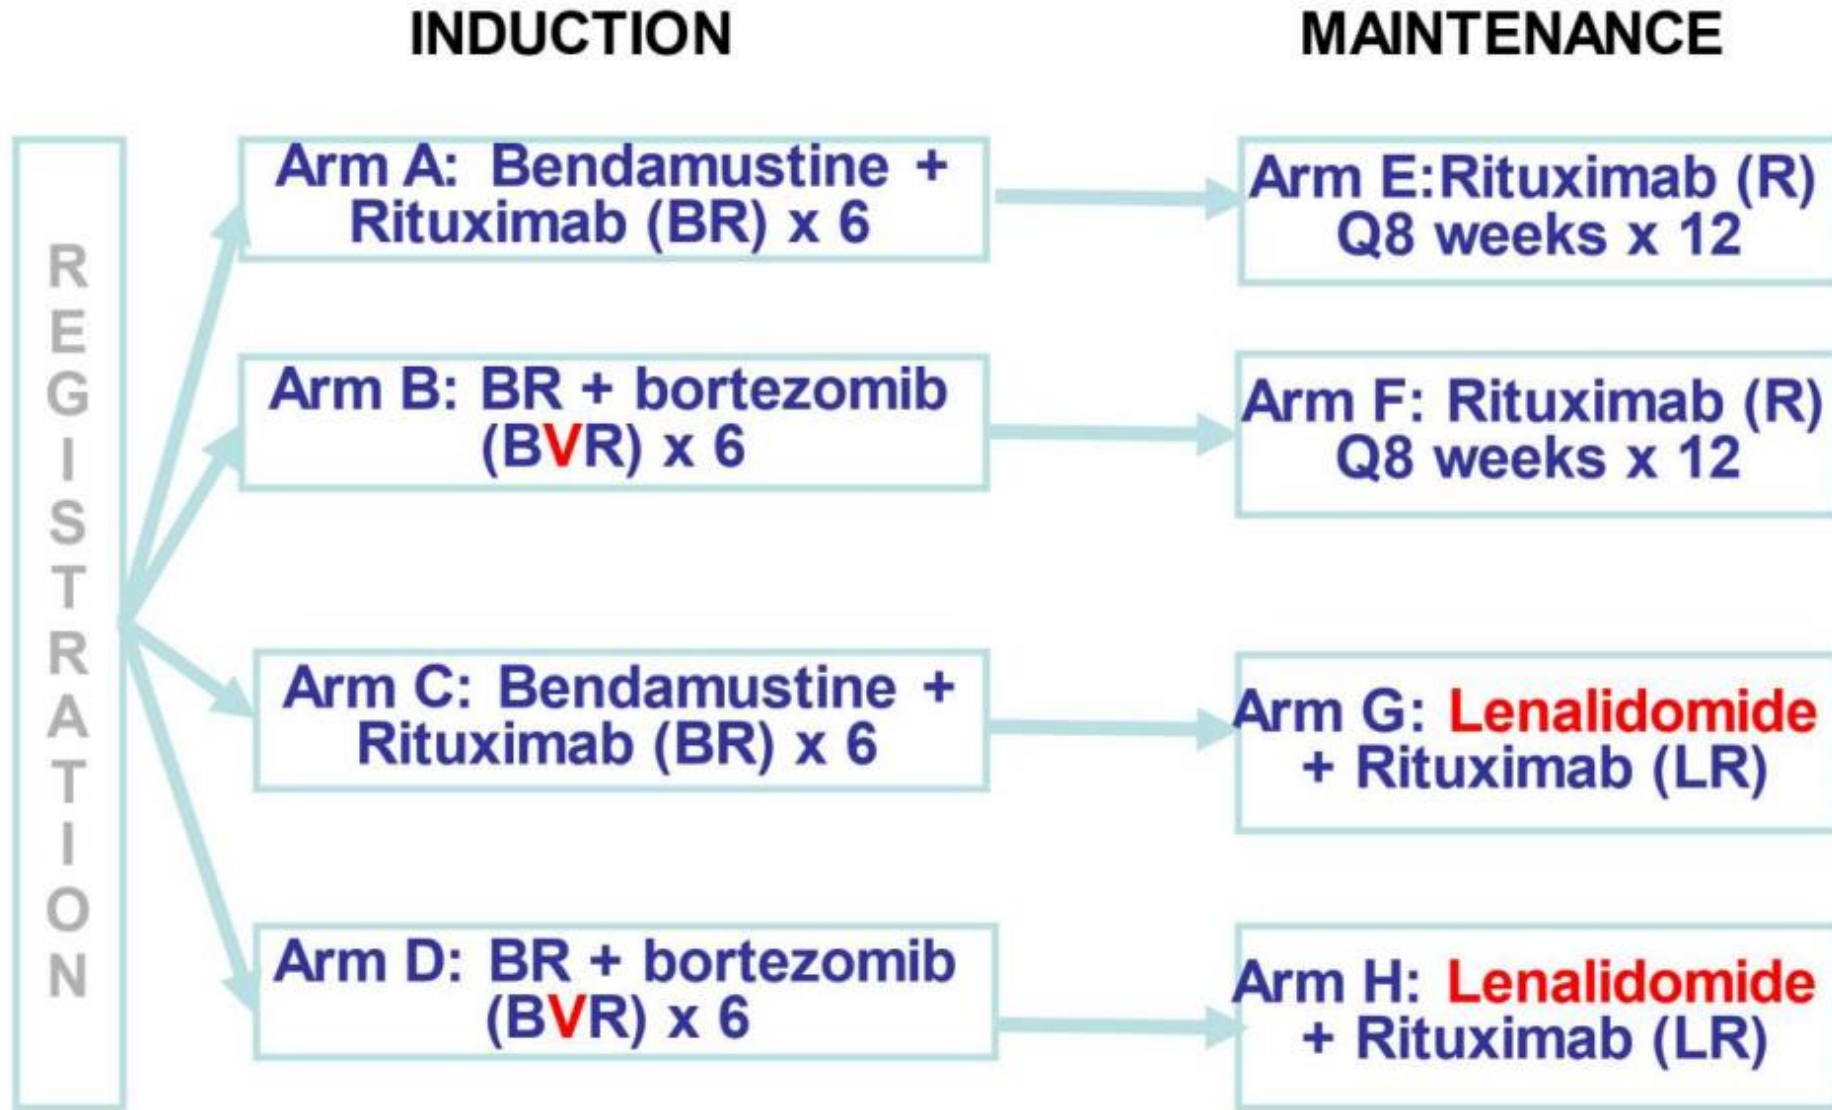 INDUCTION
MAINTENANCE
REGISTRATION
Arm A: Bendamustine +
Rituximab (BR) x 6
Arm E:Rituximab (R)
Q8 weeks x 12
Arm B: BR + bortezomib
(BVR) x 6
Arm F: Rituximab (R)
Q8 weeks x 12
Arm C: Bendamustine +
Rituximab (BR) x 6
Arm G: Lenalidomide
+ Rituximab (LR)
Arm D: BR + bortezomib
(BVR) x 6
Arm H: Lenalidomide
+ Rituximab (LR)